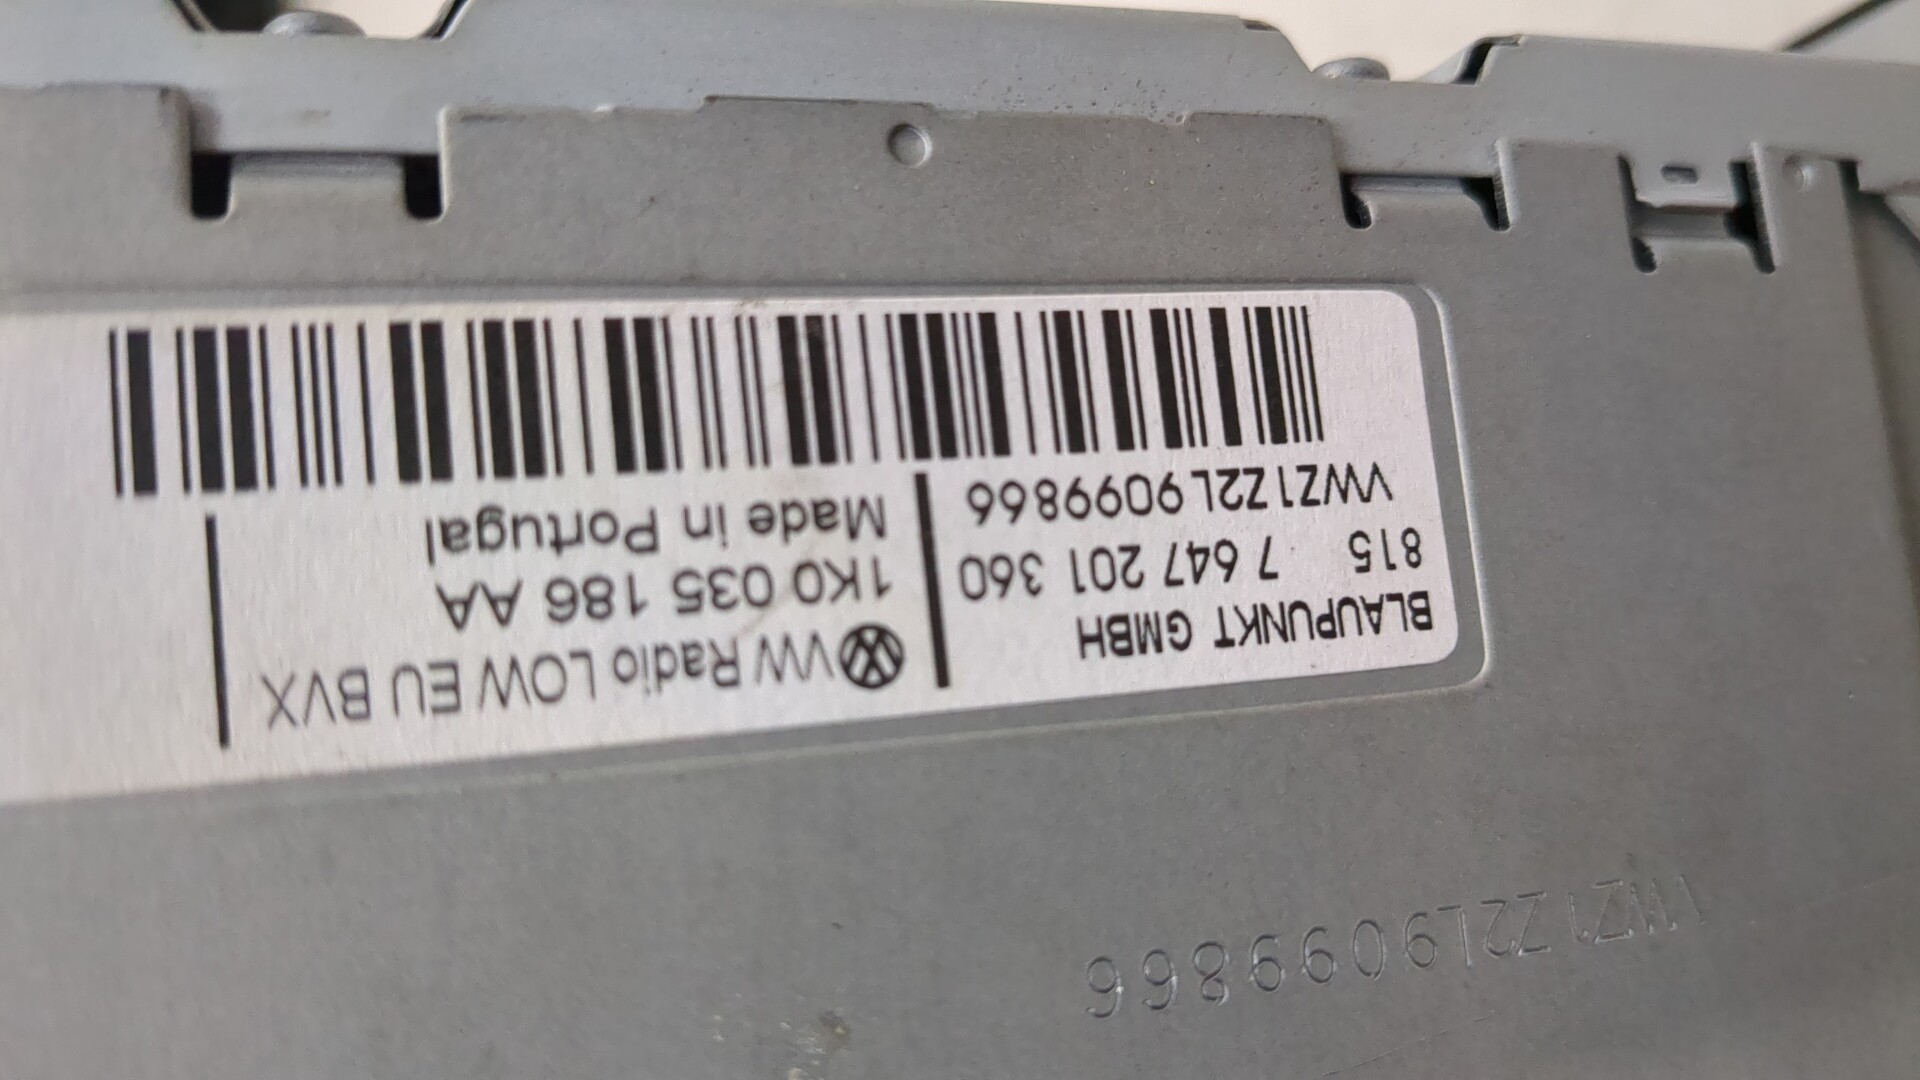 BLAUPUNKT GMBH
815 7 647 201 360
VWZ1Z2L9099866
VW Radio LOW EU BVX
1K0 035 186 AA
Made in Portugal
VWZ1Z2L9099866